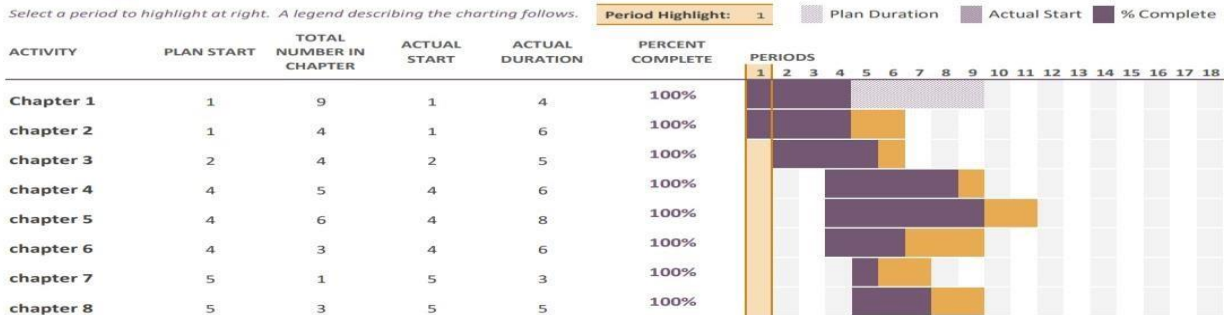 Select a period to highlight at right. A legend describing the charting follows. Period Highlight: 1 Plan Duration Actual Start % Complete
ACTIVITY PLAN START TOTAL NUMBER IN CHAPTER ACTUAL START ACTUAL DURATION PERCENT COMPLETE PERIODS
1 2 3 4 5 6 7 8 9 10 11 12 13 14 15 16 17 18
Chapter 1 1 9 1 4 100%
chapter 2 1 4 1 6 100%
chapter 3 2 4 2 5 100%
chapter 4 4 5 4 6 100%
chapter 5 4 6 4 8 100%
chapter 6 4 3 4 6 100%
chapter 7 5 1 5 3 100%
chapter 8 5 3 5 5 100%